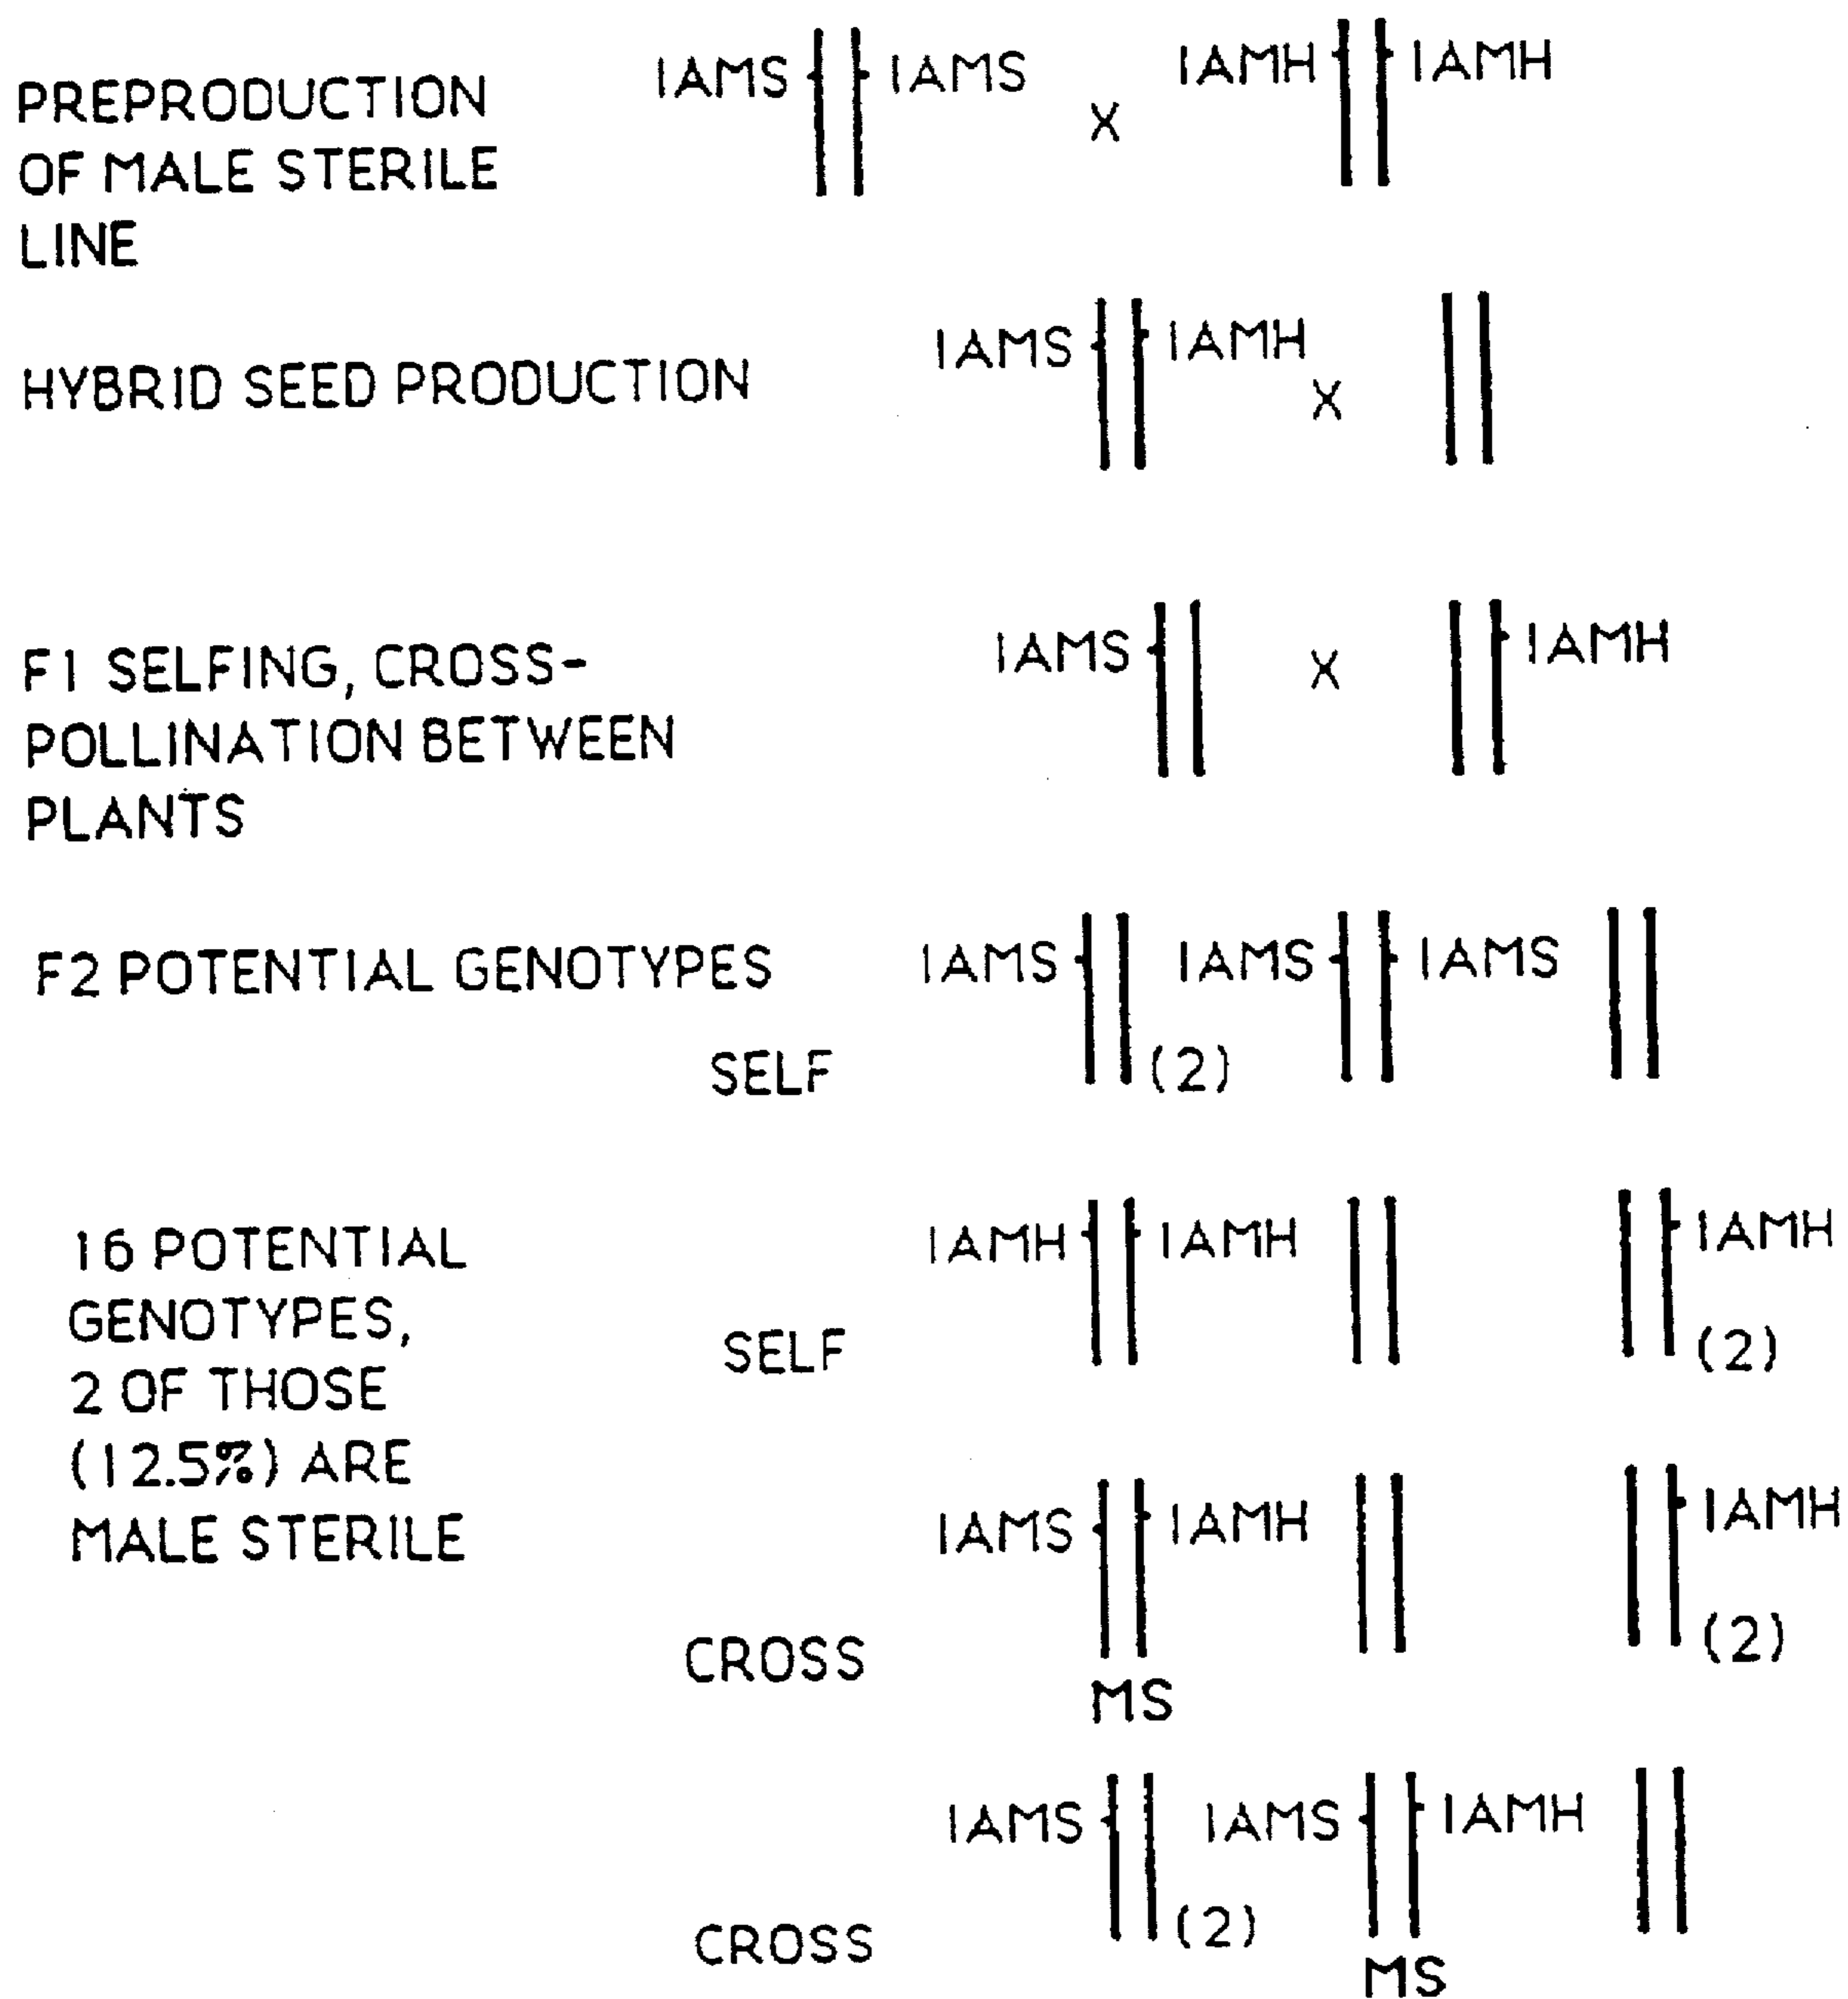 PREPRODUCTION
OF MALE STERILE
LINE
IAMS IAMS X IAMH IAMH
HYBRID SEED PRODUCTION
IAMS IAMH X
F1 SELFING, CROSS-
POLLINATION BETWEEN
PLANTS
IAMS X IAMH
F2 POTENTIAL GENOTYPES
IAMS IAMS IAMS
SELF (2)
16 POTENTIAL
GENOTYPES,
2 OF THOSE
(12.5%) ARE
MALE STERILE
IAMH IAMH IAMH
SELF (2)
IAMS IAMH IAMH
CROSS (2)
MS
IAMS IAMS IAMH
CROSS (2)
MS